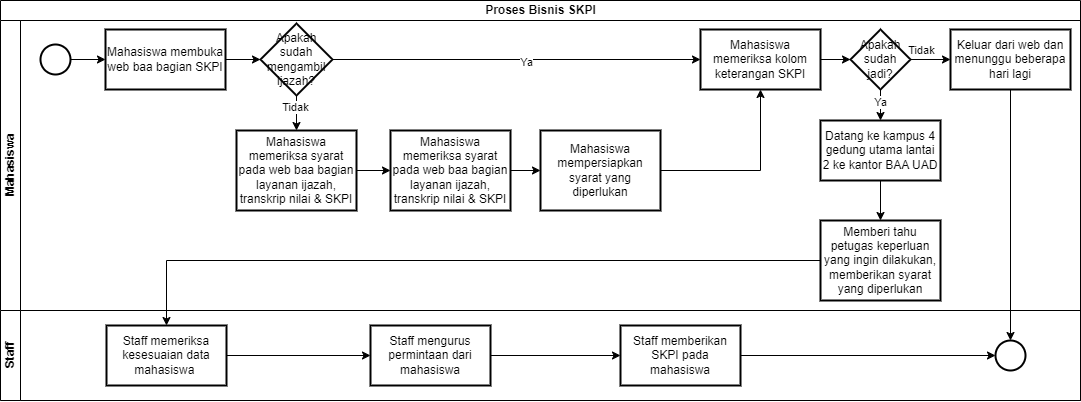 Proses Bisnis SKPI
Mahasiswa
Mahasiswa membuka
web baa bagian SKPI
Apakah
sudah
mengambil
ijazah?
Ya
Tidak
Mahasiswa
memeriksa kolom
keterangan SKPI
Apakah
sudah
jadi?
Tidak
Ya
Keluar dari web dan
menunggu beberapa
hari lagi
Mahasiswa
memeriksa syarat
pada web baa bagian
layanan ijazah,
transkrip nilai & SKPI
Mahasiswa
memeriksa syarat
pada web baa bagian
layanan ijazah,
transkrip nilai & SKPI
Mahasiswa
mempersiapkan
syarat yang
diperlukan
Datang ke kampus 4
gedung utama lantai
2 ke kantor BAA UAD
Memberi tahu
petugas keperluan
yang ingin dilakukan,
memberikan syarat
yang diperlukan
Staff
Staff memeriksa
kesesuaian data
mahasiswa
Staff mengurus
permintaan dari
mahasiswa
Staff memberikan
SKPI pada
mahasiswa